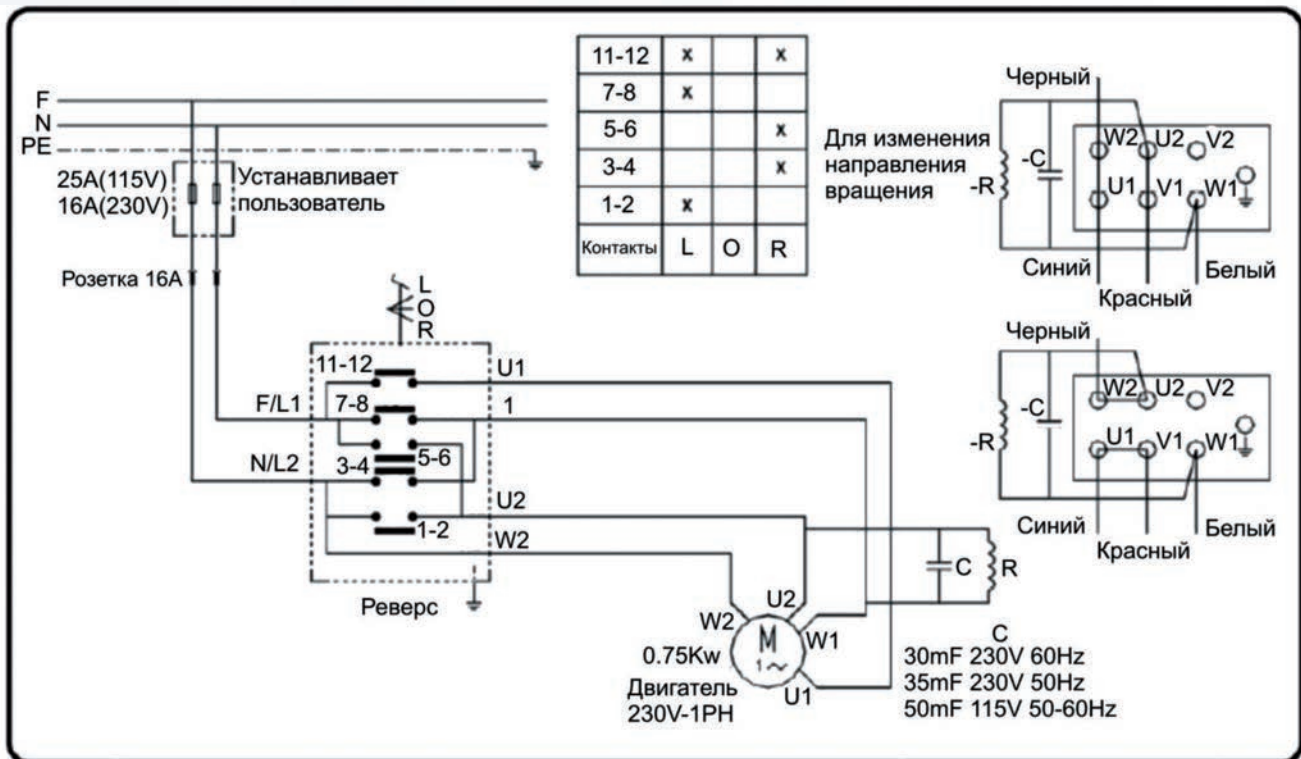 F
N
PE
25A(115V)
16A(230V)
Устанавливает
пользователь
Розетка 16A
11-12 x x
7-8 x
5-6 x
3-4 x
1-2 x
Контакты L O R
Для изменения
направления
вращения
Черный
W2 U2 V2
-C
-R
U1 V1 W1
Синий
Красный
Белый
Черный
W2 U2 V2
-C
-R
U1 V1 W1
Синий
Красный
Белый
L
O
R
11-12
U1
F/L1
7-8
1
N/L2
3-4
5-6
U2
1-2
W2
Реверс
C
R
W2
U2
M
1~
W1
U1
0.75Kw
Двигатель
230V-1PH
C
30mF 230V 60Hz
35mF 230V 50Hz
50mF 115V 50-60Hz